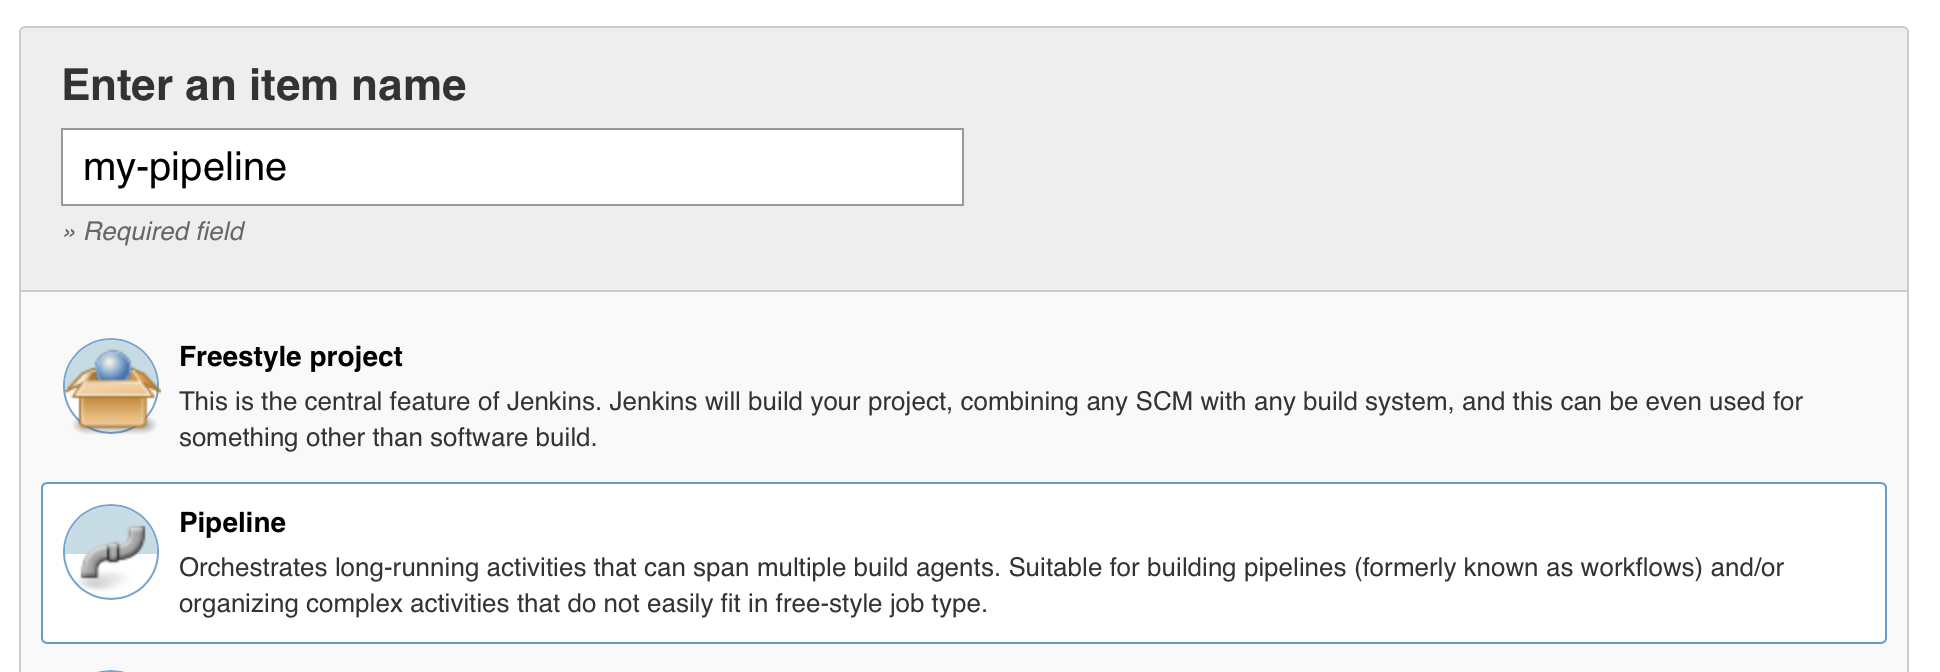 Enter an item name
my-pipeline
» Required field
Freestyle project
This is the central feature of Jenkins. Jenkins will build your project, combining any SCM with any build system, and this can be even used for
something other than software build.
Pipeline
Orchestrates long-running activities that can span multiple build agents. Suitable for building pipelines (formerly known as workflows) and/or
organizing complex activities that do not easily fit in free-style job type.